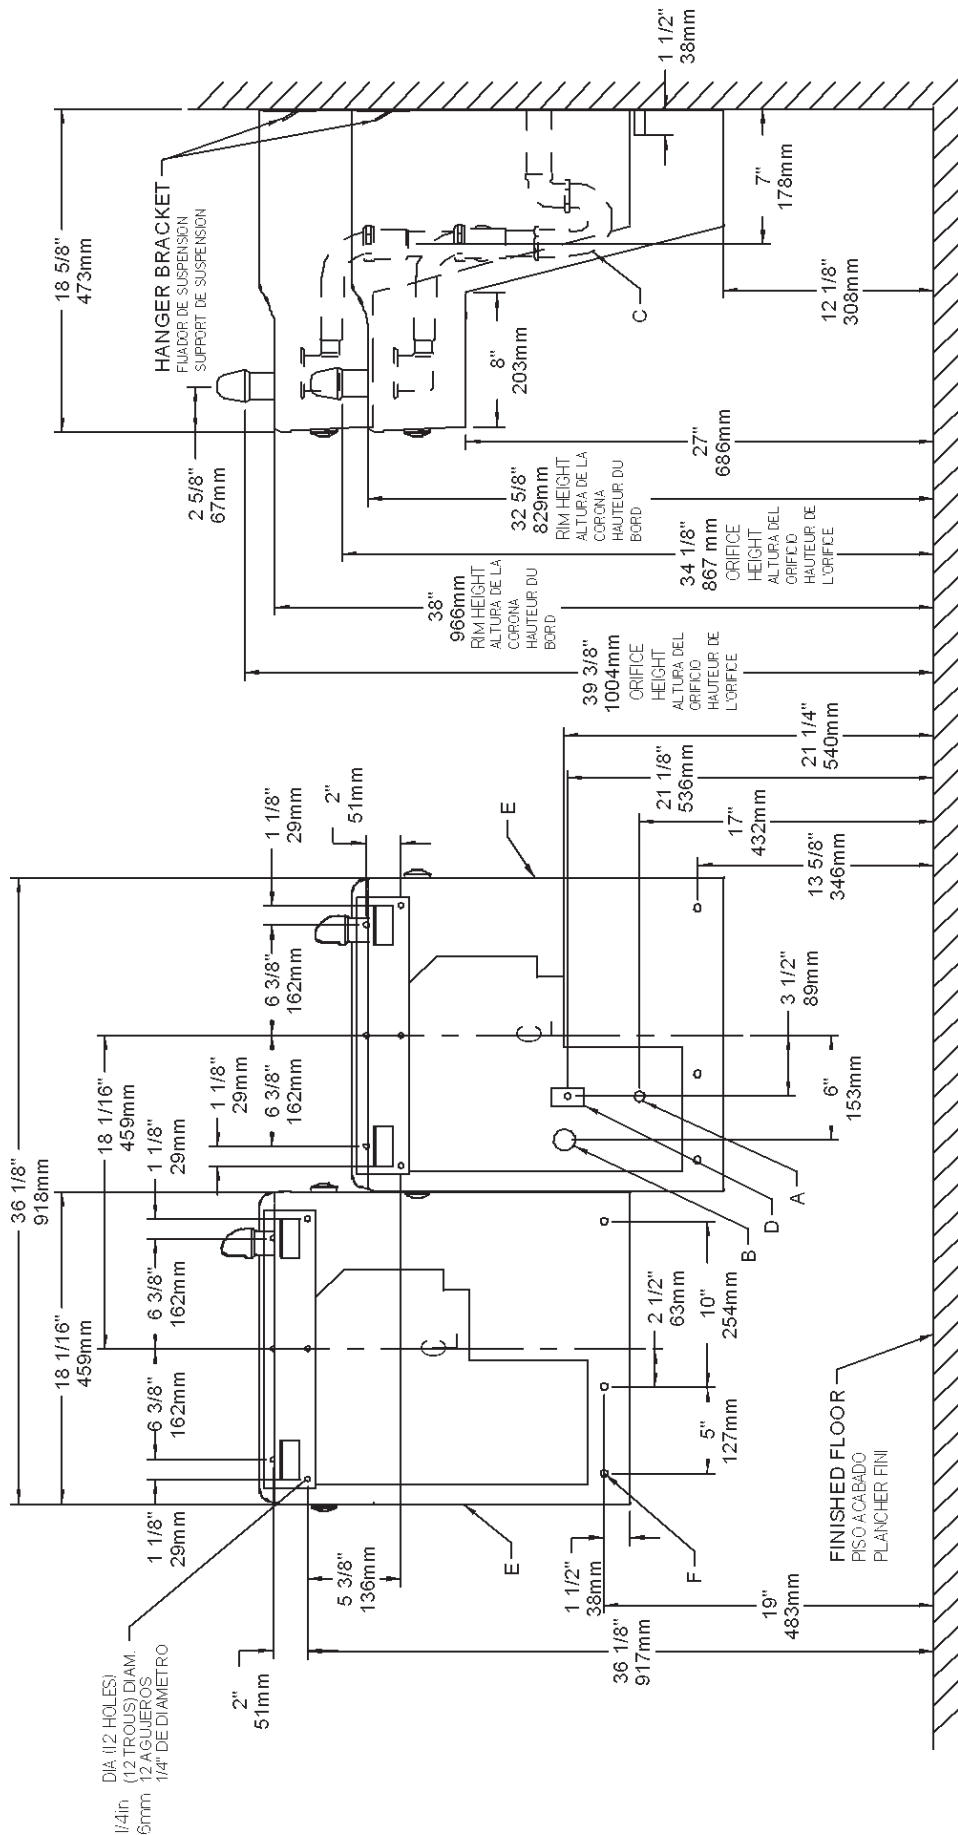 1/4in DIA (12 HOLES)
(12 TROUS) DIAM.
6mm 12 AGUJEROS
1/4" DE DIAMETRO
36 1/8"
918mm
18 1/16"
459mm
18 1/16"
459mm
1 1/8"
29mm
6 3/8"
162mm
6 3/8"
162mm
1 1/8"
29mm
1 1/8"
29mm
6 3/8"
162mm
6 3/8"
162mm
1 1/8"
29mm
2"
51mm
2"
51mm
5 3/8"
136mm
36 1/8"
917mm
1 1/2"
38mm
19"
483mm
5"
127mm
10"
254mm
2 1/2"
63mm
E
F
CL
CL
E
B
D
A
6"
153mm
3 1/2"
89mm
13 5/8"
346mm
17"
432mm
21 1/8"
536mm
21 1/4"
540mm
FINISHED FLOOR
PISO ACABADO
PLANCHER FINI
18 5/8"
473mm
HANGER BRACKET
FIJADOR DE SUSPENSION
SUPPORT DE SUSPENSION
2 5/8"
67mm
39 3/8"
1004mm
ORIFICE
HEIGHT
ALTURA DEL
ORIFICIO
HAUTEUR DE
L'ORIFICE
38"
966mm
RIM HEIGHT
ALTURA DE LA
CORONA
HAUTEUR DU
BORD
34 1/8"
867 mm
ORIFICE
HEIGHT
ALTURA DEL
ORIFICIO
HAUTEUR DE
L'ORIFICE
32 5/8"
829mm
RIM HEIGHT
ALTURA DE LA
CORONA
HAUTEUR DU
BORD
27"
686mm
8"
203mm
C
12 1/8"
308mm
7"
178mm
1 1/2"
38mm